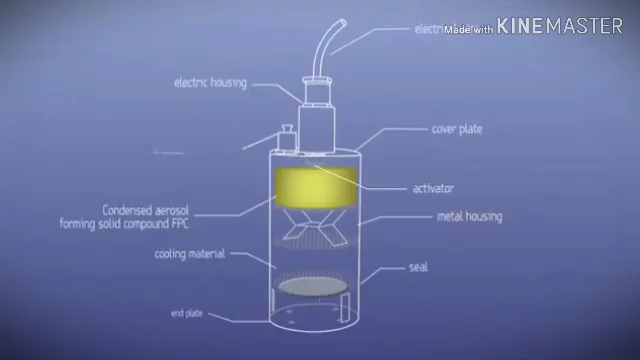 Made with KINEMASTER
electric housing
cover plate
activator
Condensed aerosol
forming solid compound FPC
metal housing
cooling material
seal
end plate